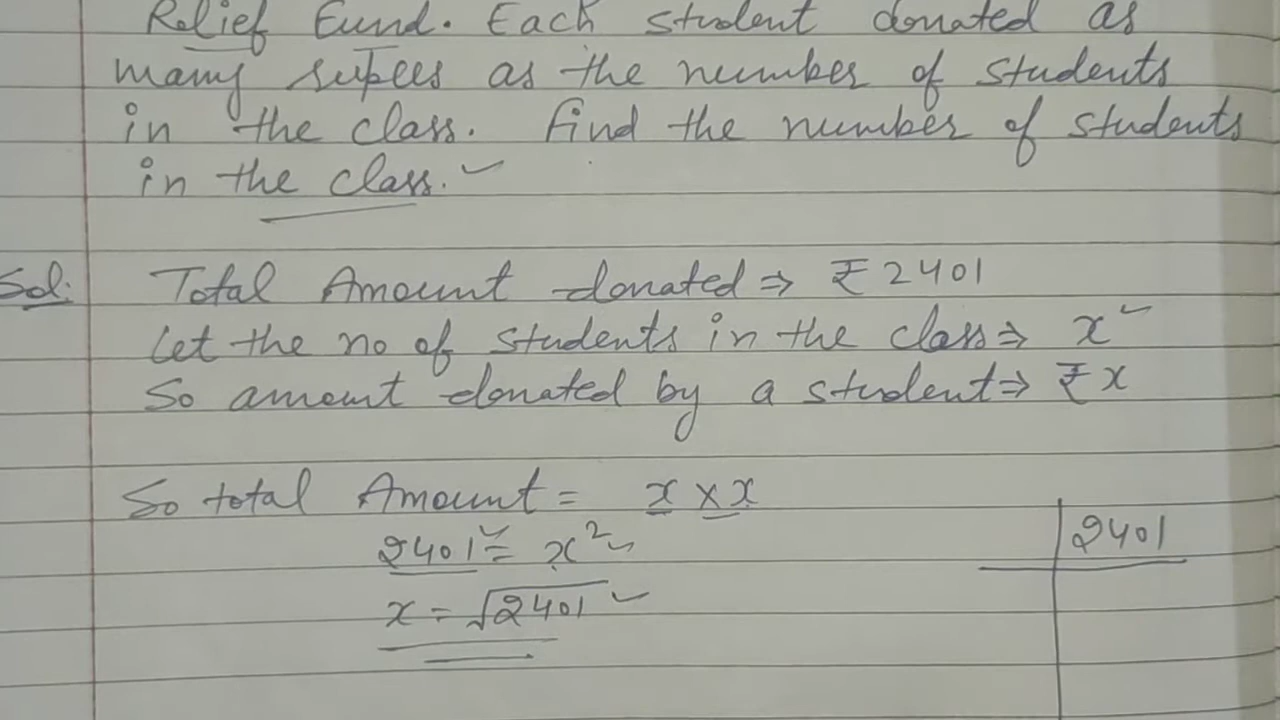 Relief Fund. Each student donated as
many rupees as the number of students
in the class. Find the number of students
in the class.
Sol: Total Amount donated ⇒ ₹ 2401
Let the no of students in the class ⇒ x
So amount donated by a student ⇒ ₹ x
So total Amount = x × x
2401 = x²
x = √2401
2401